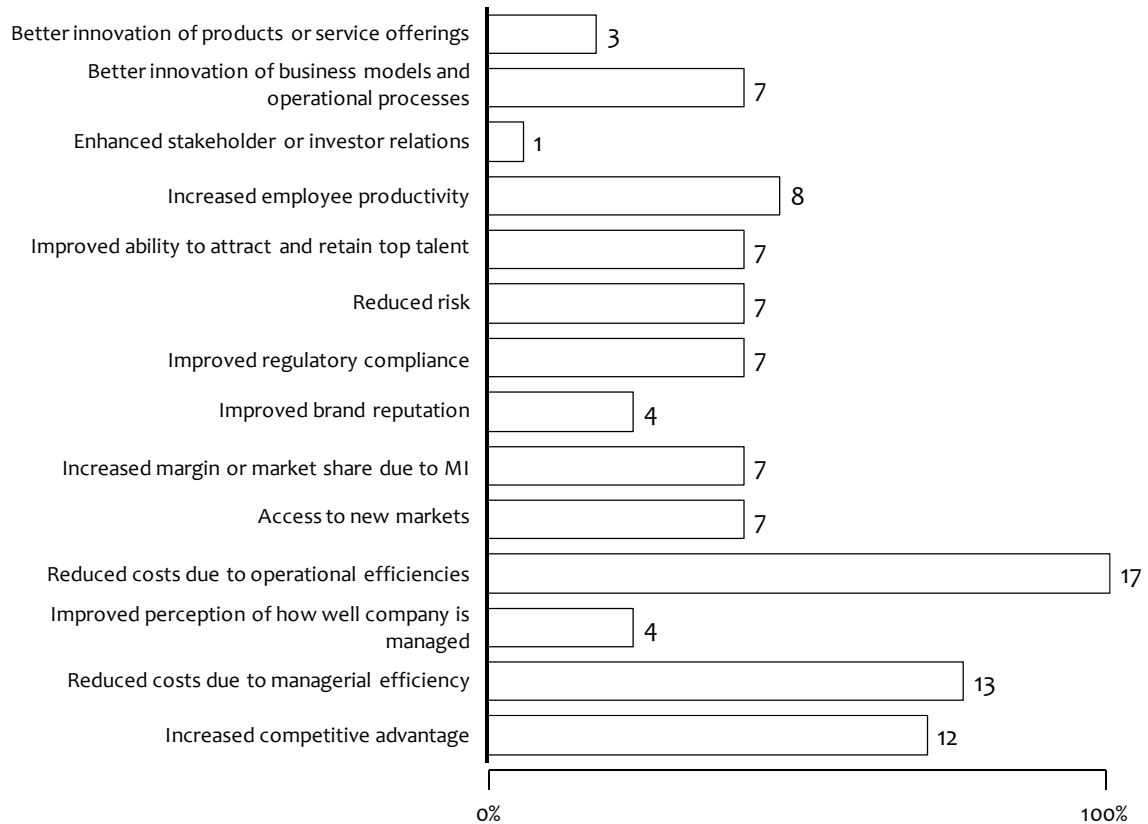 Better innovation of products or service offerings 3
Better innovation of business models and
operational processes 7
Enhanced stakeholder or investor relations 1
Increased employee productivity 8
Improved ability to attract and retain top talent 7
Reduced risk 7
Improved regulatory compliance 7
Improved brand reputation 4
Increased margin or market share due to MI 7
Access to new markets 7
Reduced costs due to operational efficiencies 17
Improved perception of how well company is
managed 4
Reduced costs due to managerial efficiency 13
Increased competitive advantage 12
0% 100%